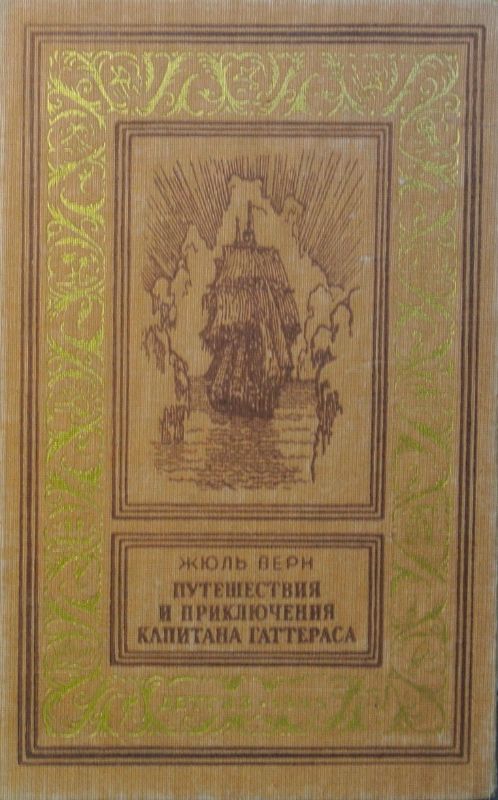 ЖЮЛЬ ВЕРН
ПУТЕШЕСТВИЯ
И ПРИКЛЮЧЕНИЯ
КАПИТАНА ГАТТЕРАСА